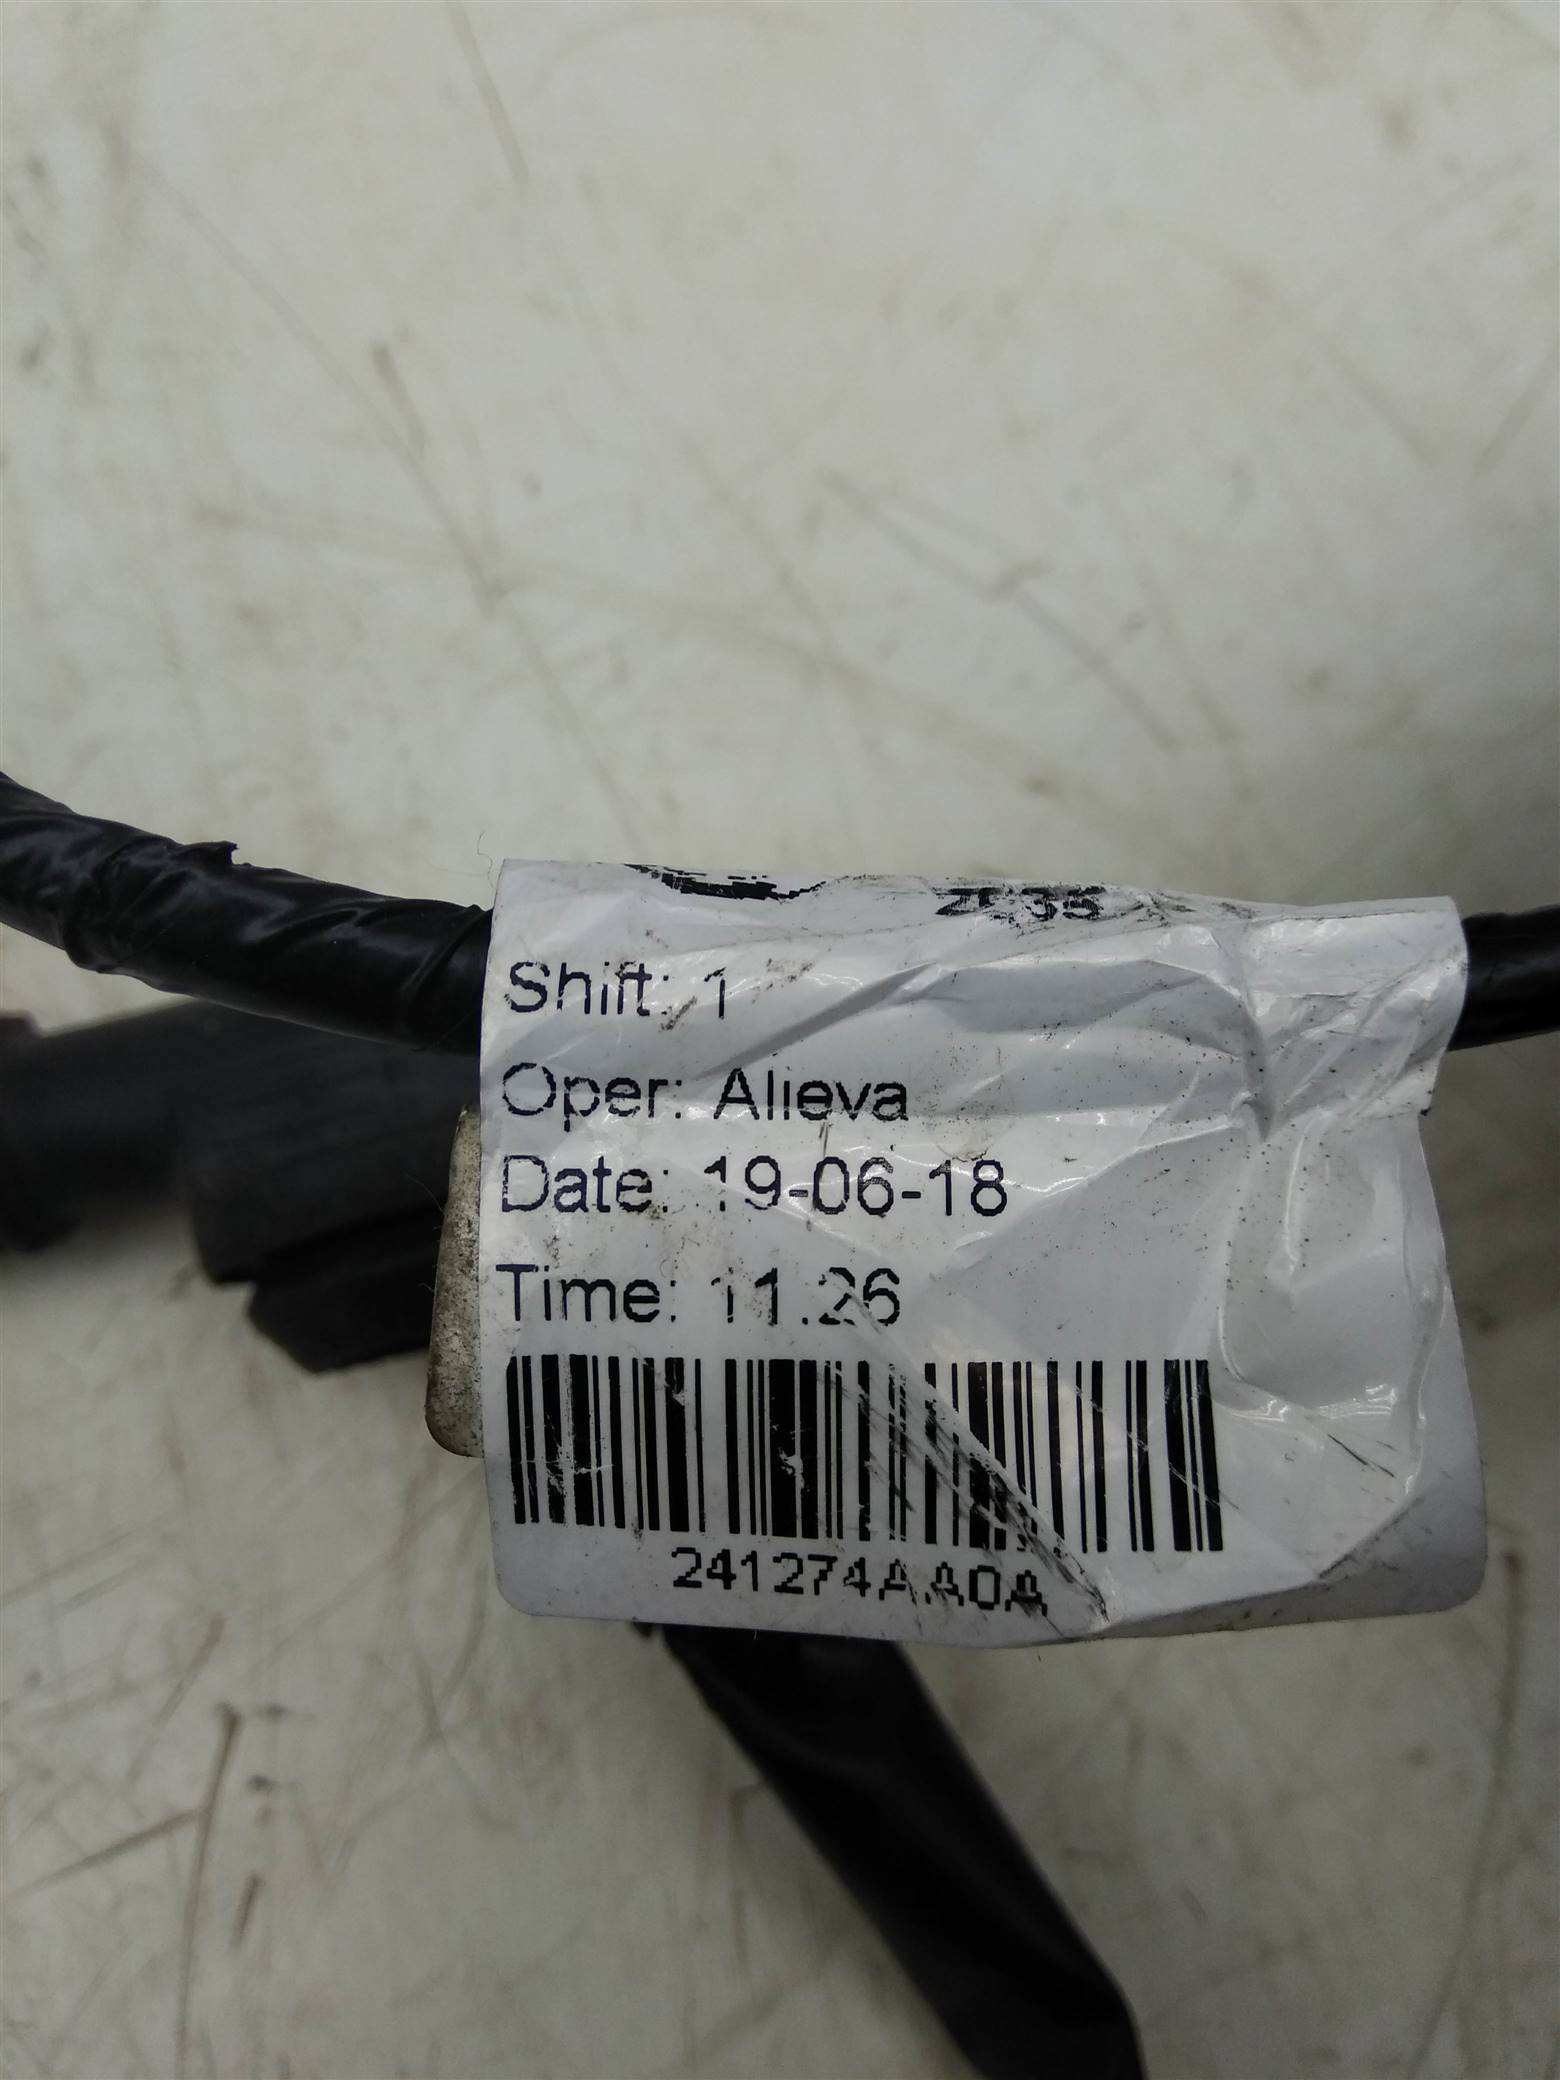 Shift: 1
Oper: Alieva
Date: 19-06-18
Time: 11.26
241274AA0A